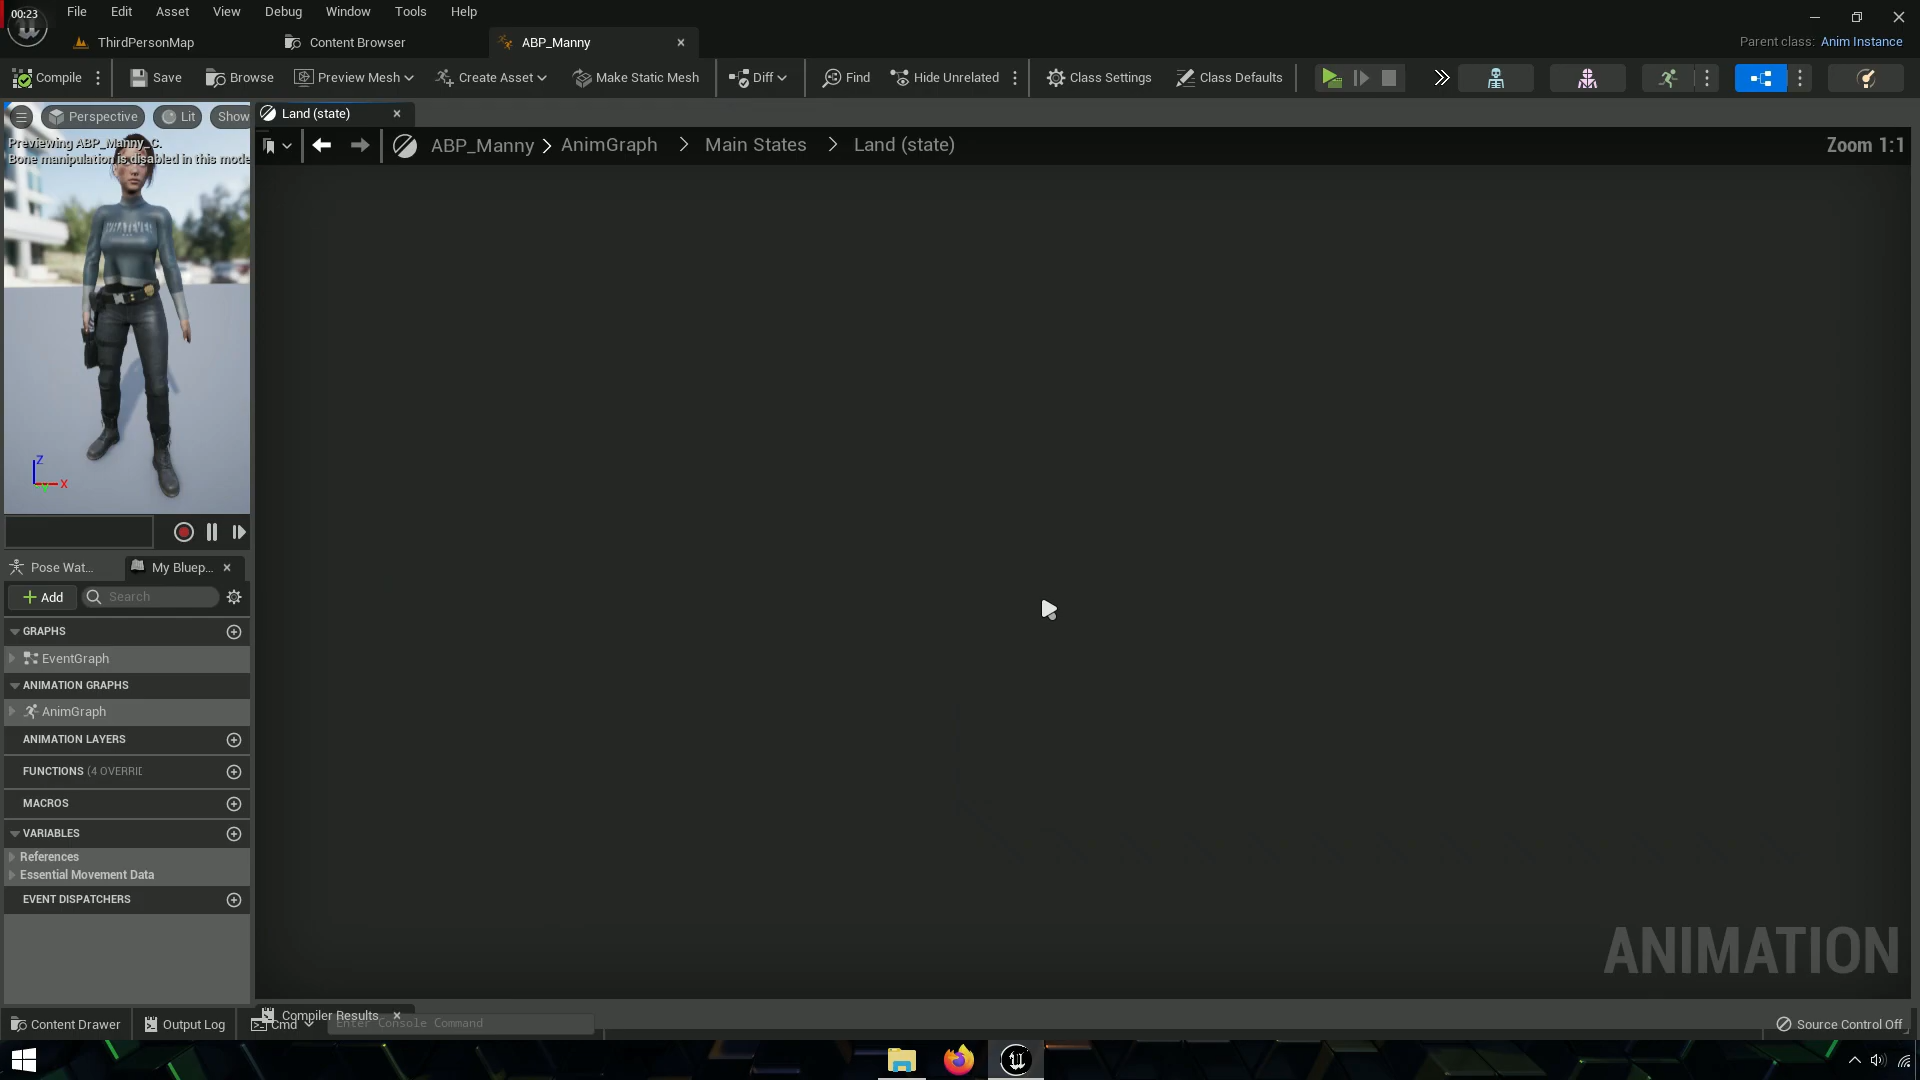 00:23
File Edit Asset View Debug Window Tools Help
ThirdPersonMap
Content Browser
ABP_Manny
Parent class: Anim Instance
Compile
Save
Browse
Preview Mesh
Create Asset
Make Static Mesh
Diff
Find
Hide Unrelated
Class Settings
Class Defaults
Perspective
Lit
Show
Previewing ABP_Manny_C.
Bone manipulation is disabled in this mode
WHATEVER
Z
X
Y
Land (state)
ABP_Manny > AnimGraph > Main States > Land (state)
Zoom 1:1
Pose Wat...
My Bluep...
Add
Search
GRAPHS
EventGraph
ANIMATION GRAPHS
AnimGraph
ANIMATION LAYERS
FUNCTIONS (4 OVERRID
MACROS
VARIABLES
References
Essential Movement Data
EVENT DISPATCHERS
ANIMATION
Compiler Results
Content Drawer
Output Log
Cmd
Enter Console Command
Source Control Off